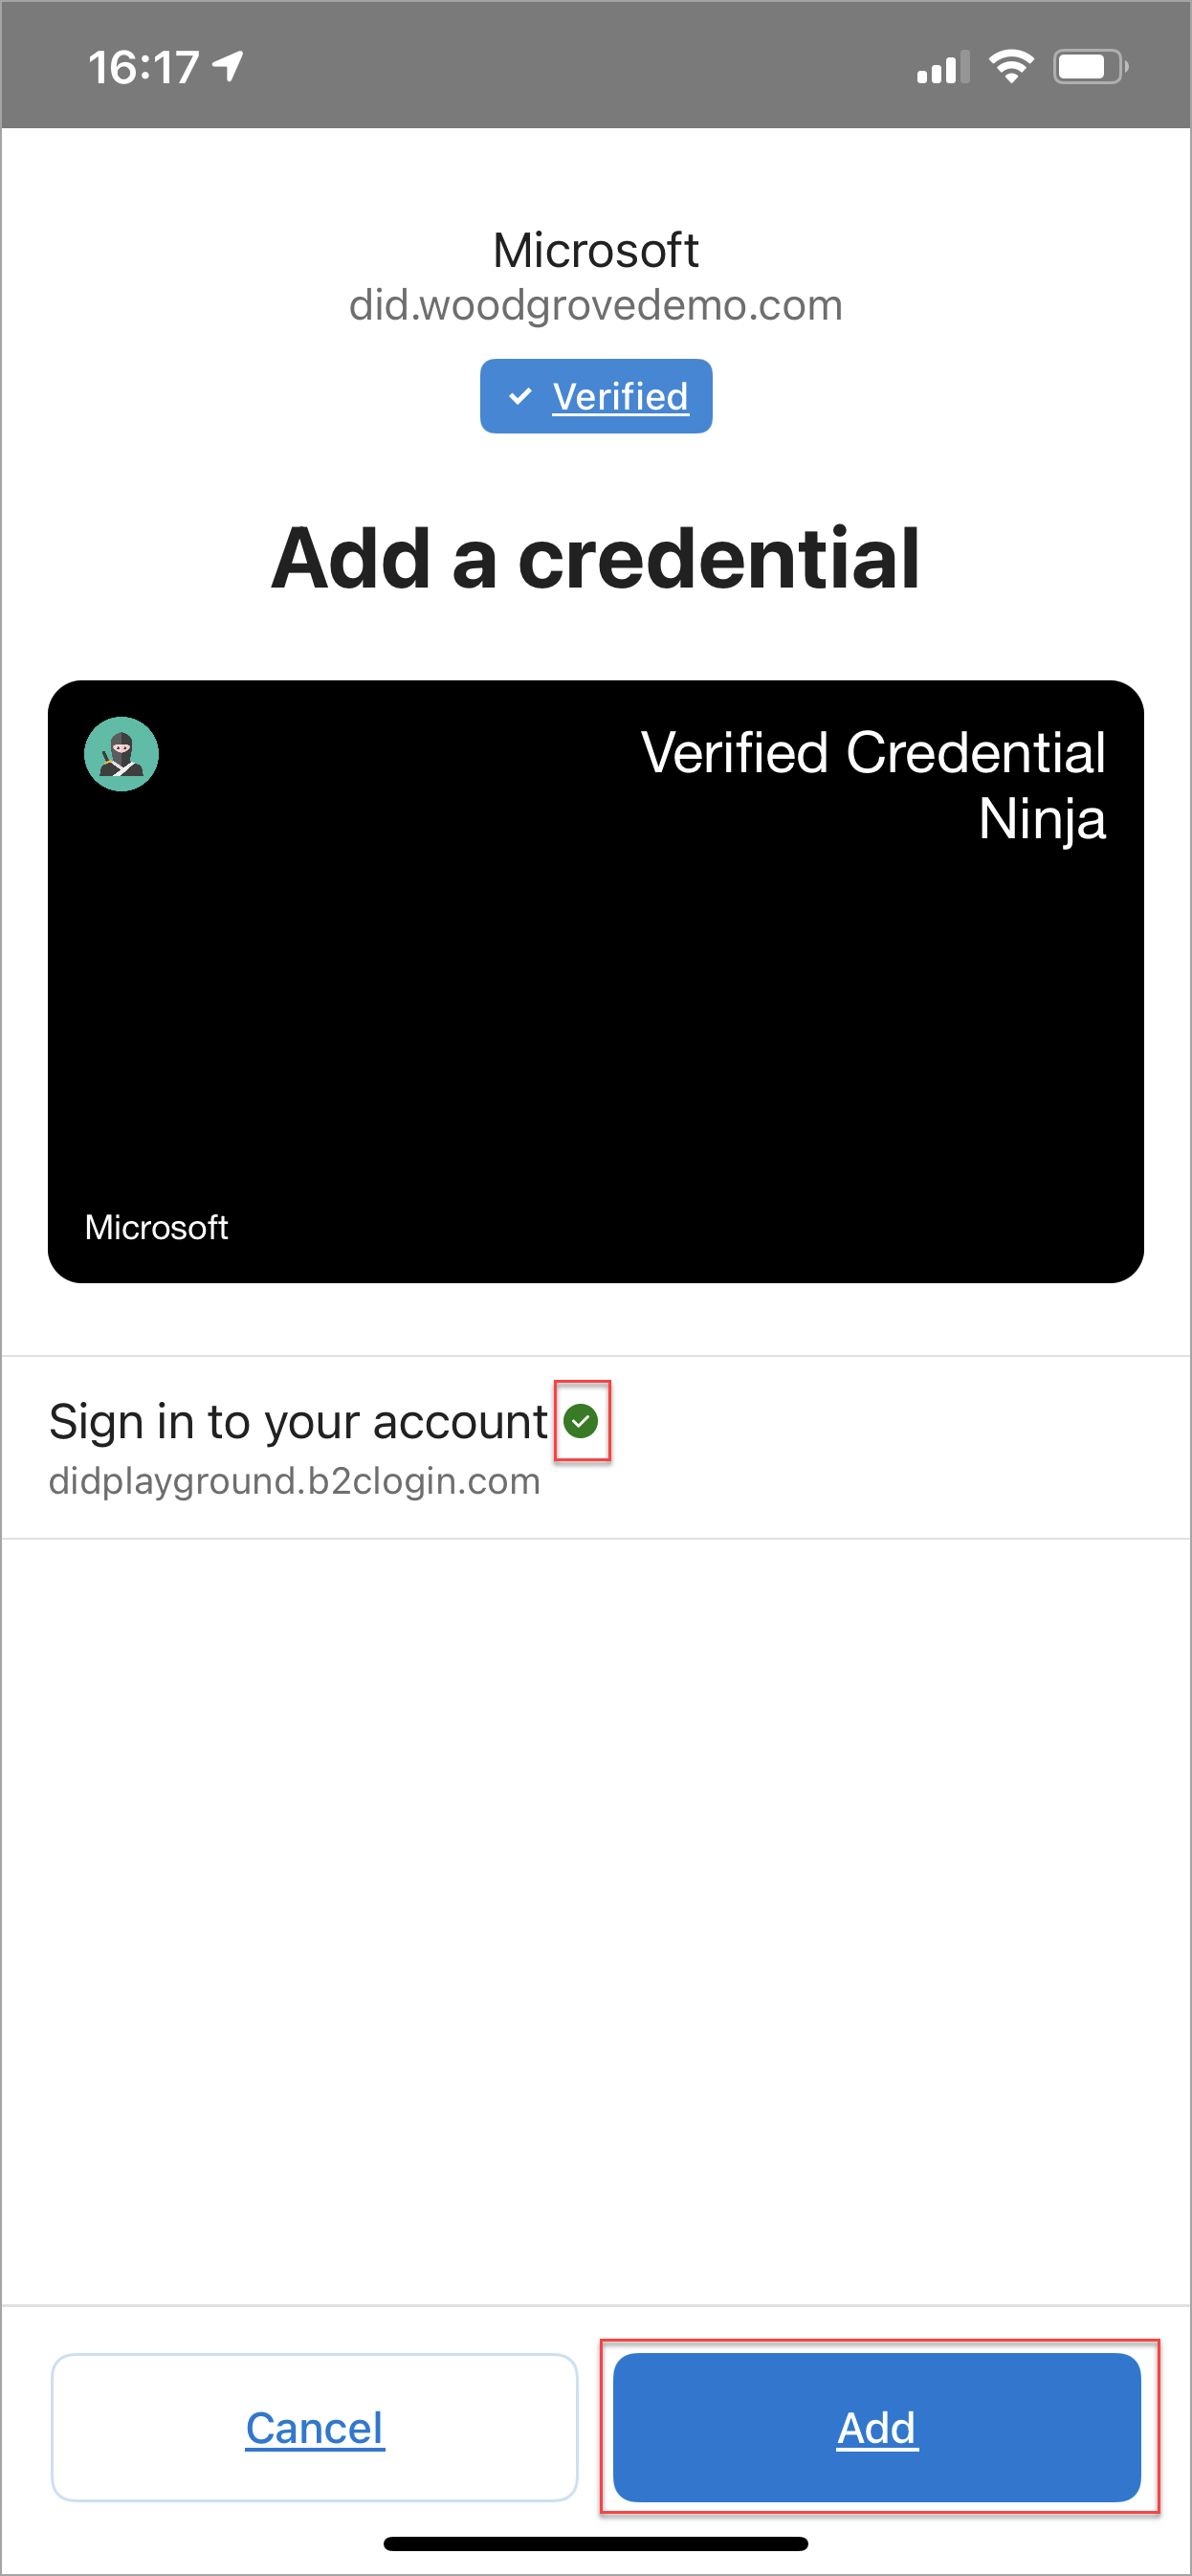 16:17
Microsoft
did.woodgrovedemo.com
Verified
Add a credential
Verified Credential
Ninja
Microsoft
Sign in to your account
didplayground.b2clogin.com
Cancel
Add